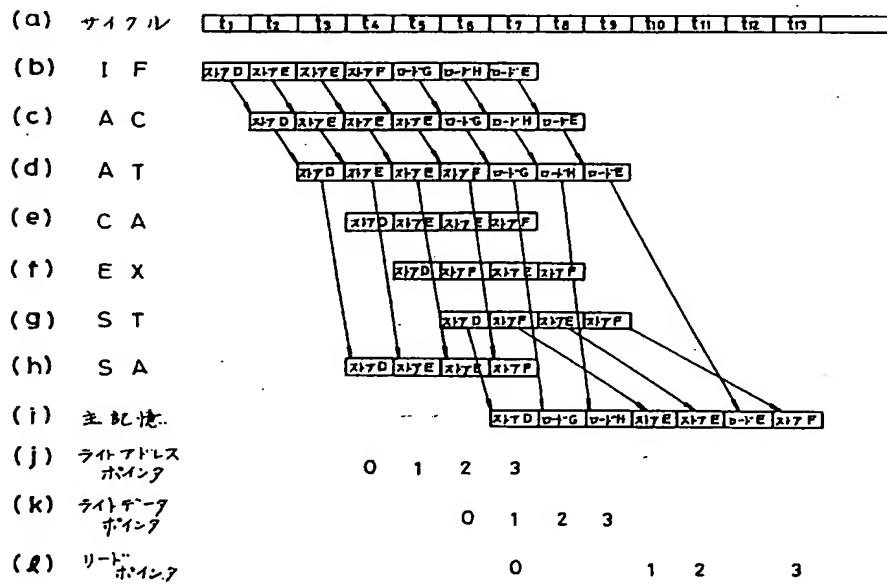 (a) サイクル t1 t2 t3 t4 t5 t6 t7 t8 t9 t10 t11 t12 t13
(b) I F ストアD ストアE ストアE ストアF ロードG ロードH ロードE
(c) A C ストアD ストアE ストアE ストアE ロードG ロードH ロードE
(d) A T ストアD ストアE ストアE ストアF ロードG ロードH ロードE
(e) C A ストアD ストアE ストアE ストアF
(f) E X ストアD ストアF ストアE ストアF
(g) S T ストアD ストアF ストアE ストアF
(h) S A ストアD ストアE ストアE ストアF
(i) 主記憶 ストアD ロードG ロードH ストアE ストアE ロードE ストアF
(j) ライトアドレス
ポインタ 0 1 2 3
(k) ライトデータ
ポインタ 0 1 2 3
(l) リード
ポインタ 0 1 2 3